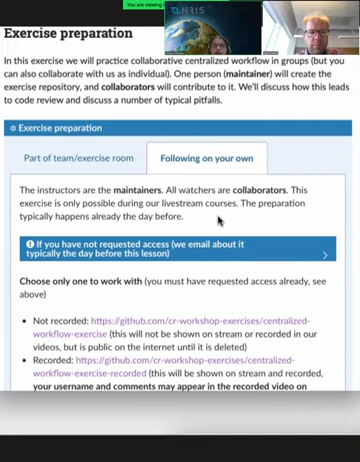 You are viewing
NRIS
Exercise preparation
In this exercise we will practice collaborative centralized workflow in groups (but you
can also collaborate with us as individual). One person (maintainer) will create the
exercise repository, and collaborators will contribute to it. We'll discuss how this leads
to code review and discuss a number of typical pitfalls.
Exercise preparation
Part of team/exercise room
Following on your own
The instructors are the maintainers. All watchers are collaborators. This
exercise is only possible during our livestream courses. The preparation
typically happens already the day before.
If you have not requested access (we email about it
typically the day before this lesson)
Choose only one to work with (you must have requested access already, see
above)
• Not recorded: https://github.com/cr-workshop-exercises/centralized-
workflow-exercise (this will not be shown on stream or recorded in our
videos, but is public on the internet until it is deleted)
• Recorded: https://github.com/cr-workshop-exercises/centralized-
workflow-exercise-recorded (this will be shown on stream and recorded,
your username and comments may appear in the recorded video on